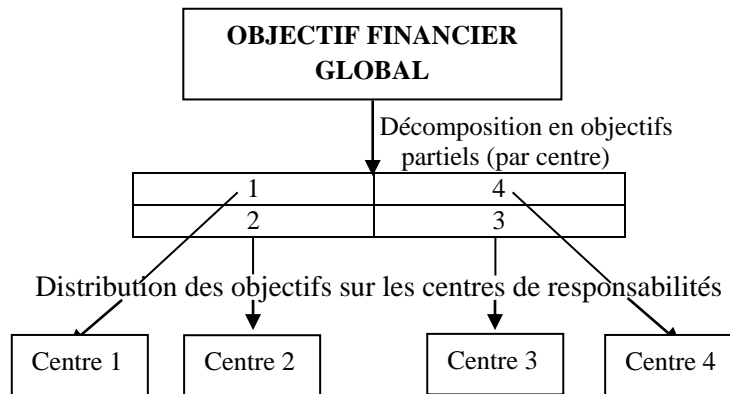 OBJECTIF FINANCIER
GLOBAL
Décomposition en objectifs
partiels (par centre)
1 4
2 3
Distribution des objectifs sur les centres de responsabilités
Centre 1 Centre 2 Centre 3 Centre 4